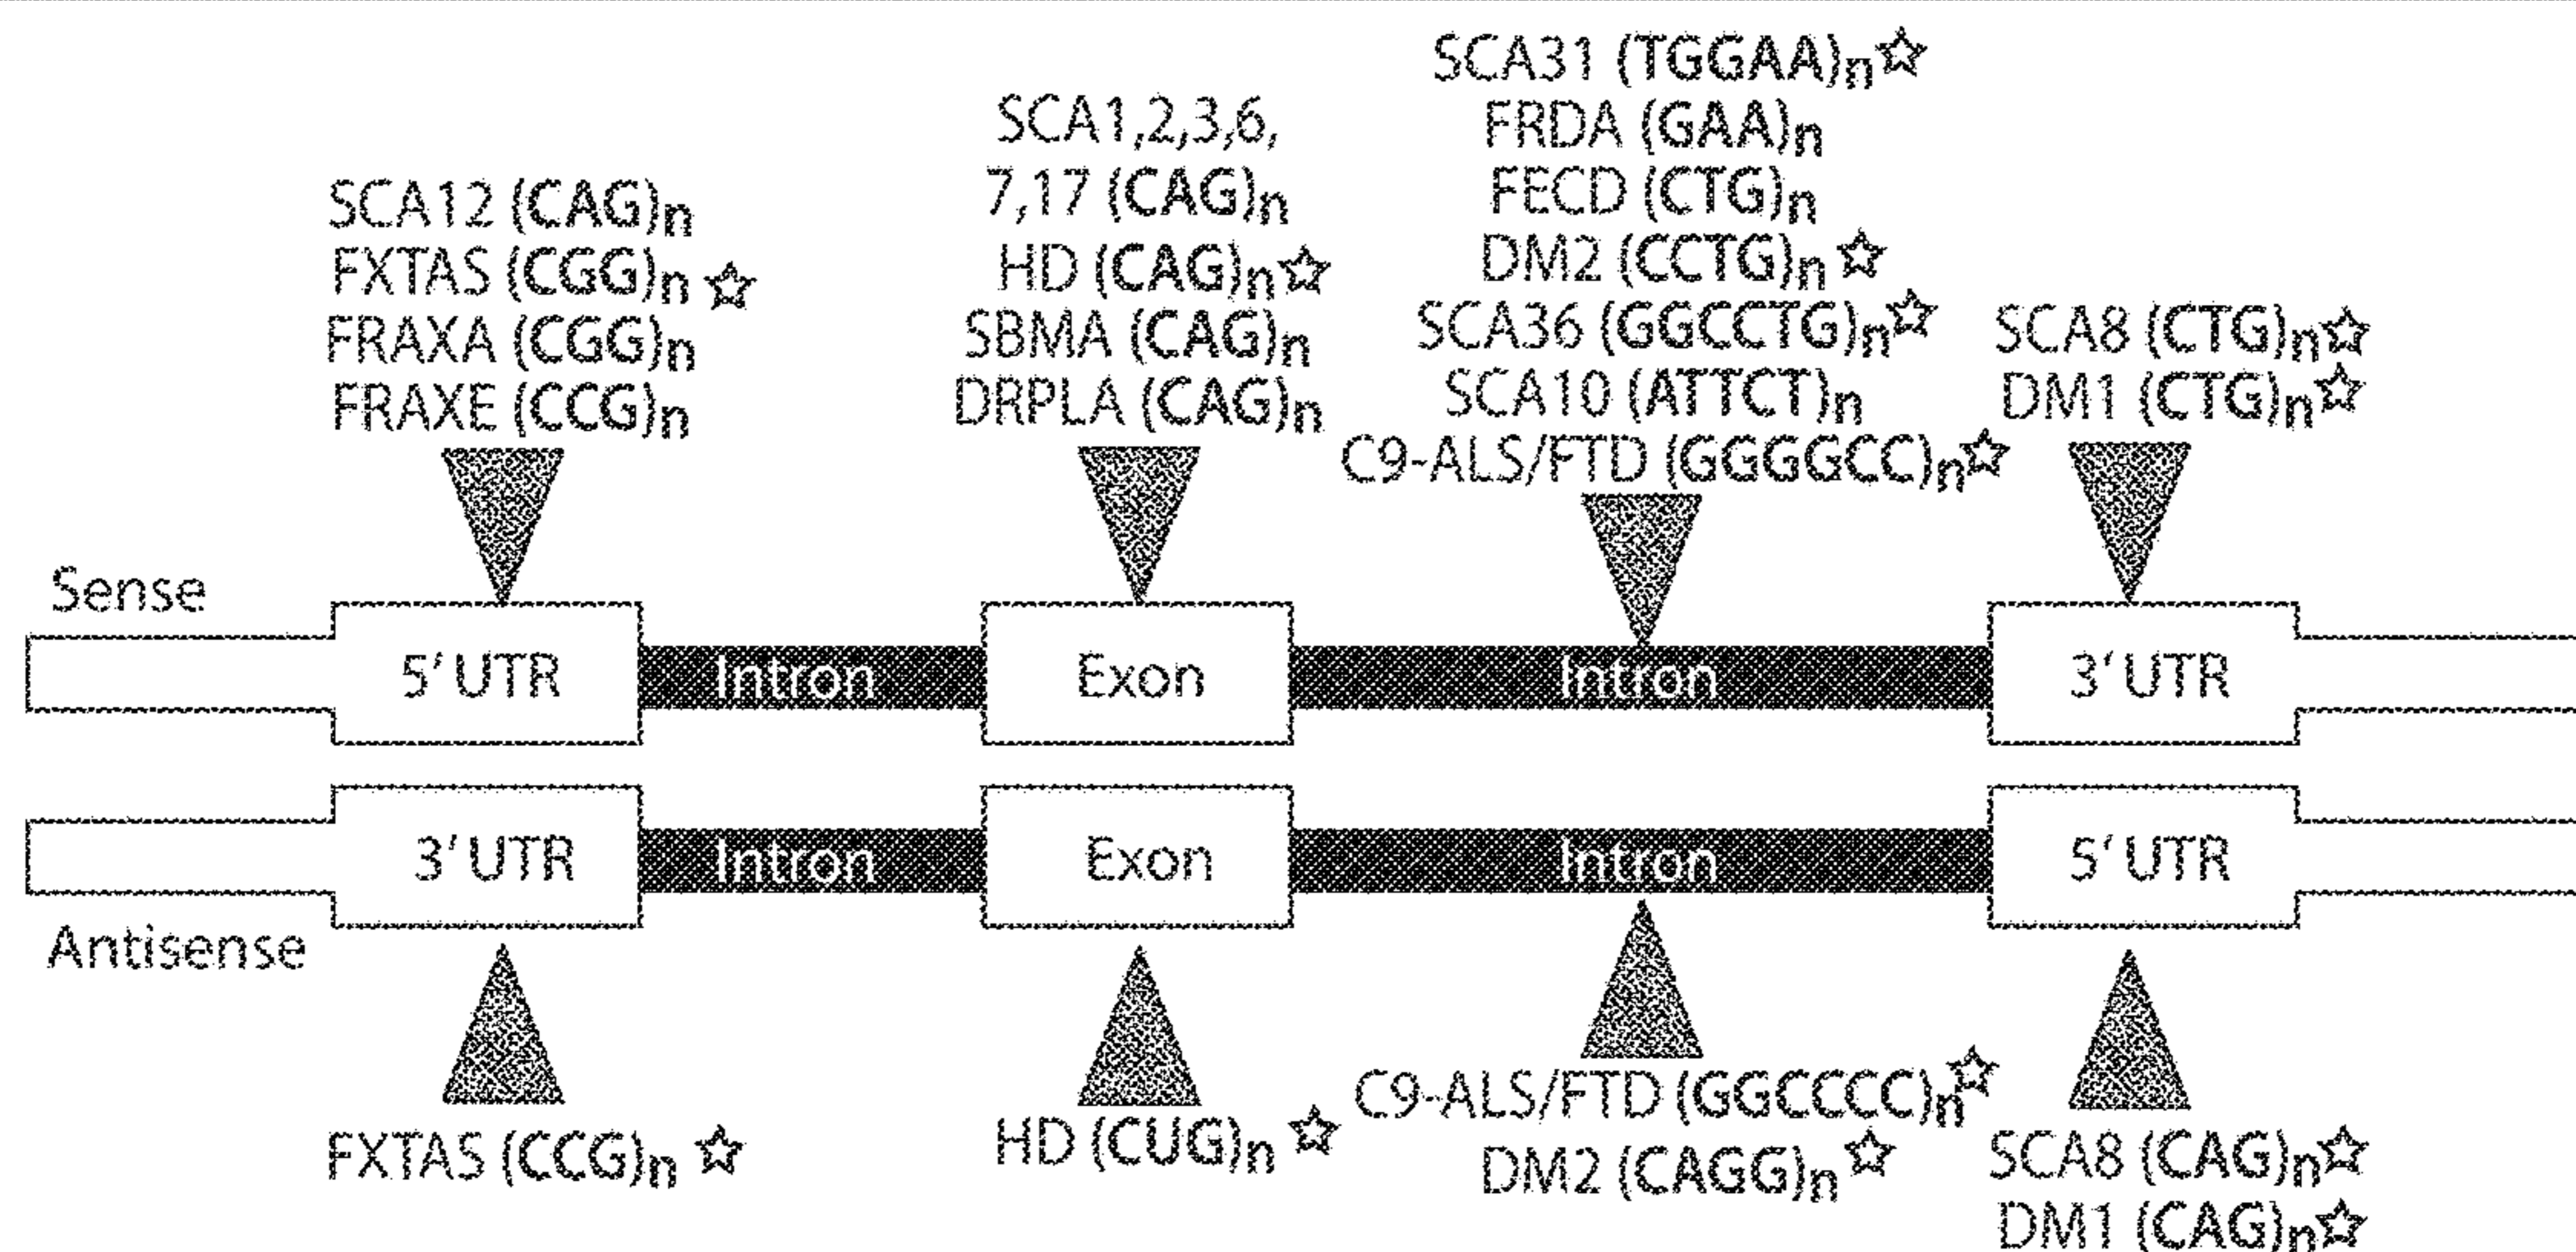 SCA12 (CAG)n
FXTAS (CGG)n ☆
FRAXA (CGG)n
FRAXE (CCG)n
SCA1,2,3,6,
7,17 (CAG)n
HD (CAG)n☆
SBMA (CAG)n
DRPLA (CAG)n
SCA31 (TGGAA)n☆
FRDA (GAA)n
FECD (CTG)n
DM2 (CCTG)n☆
SCA36 (GGCCTG)n☆
SCA10 (ATTCT)n
C9-ALS/FTD (GGGGCC)n☆
SCA8 (CTG)n☆
DM1 (CTG)n☆
Sense
5' UTR Intron Exon Intron 3' UTR
3' UTR Intron Exon Intron 5' UTR
Antisense
FXTAS (CCG)n ☆
HD (CUG)n ☆
C9-ALS/FTD (GGCCCC)n☆
DM2 (CAGG)n☆
SCA8 (CAG)n☆
DM1 (CAG)n☆